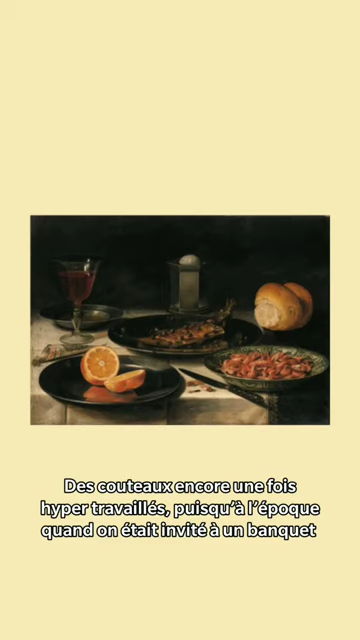 Des couteaux encore une fois
hyper travaillés, puisqu'à l'époque
quand on était invité à un banquet